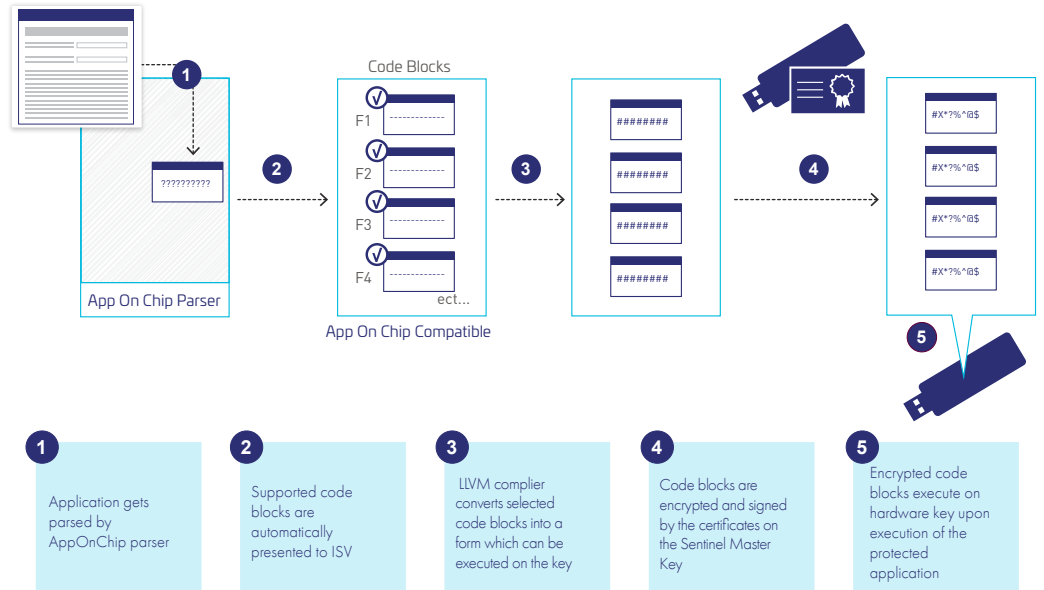 1
??????????
App On Chip Parser
2
Code Blocks
F1
F2
F3
F4
ect...
App On Chip Compatible
3
########
########
########
########
4
#X*?%^@$
#X*?%^@$
#X*?%^@$
#X*?%^@$
5
1
Application gets
parsed by
AppOnChip parser
2
Supported code
blocks are
automatically
presented to ISV
3
LLVM complier
converts selected
code blocks into a
form which can be
executed on the key
4
Code blocks are
encrypted and signed
by the certificates on
the Sentinel Master
Key
5
Encrypted code
blocks execute on
hardware key upon
execution of the
protected
application